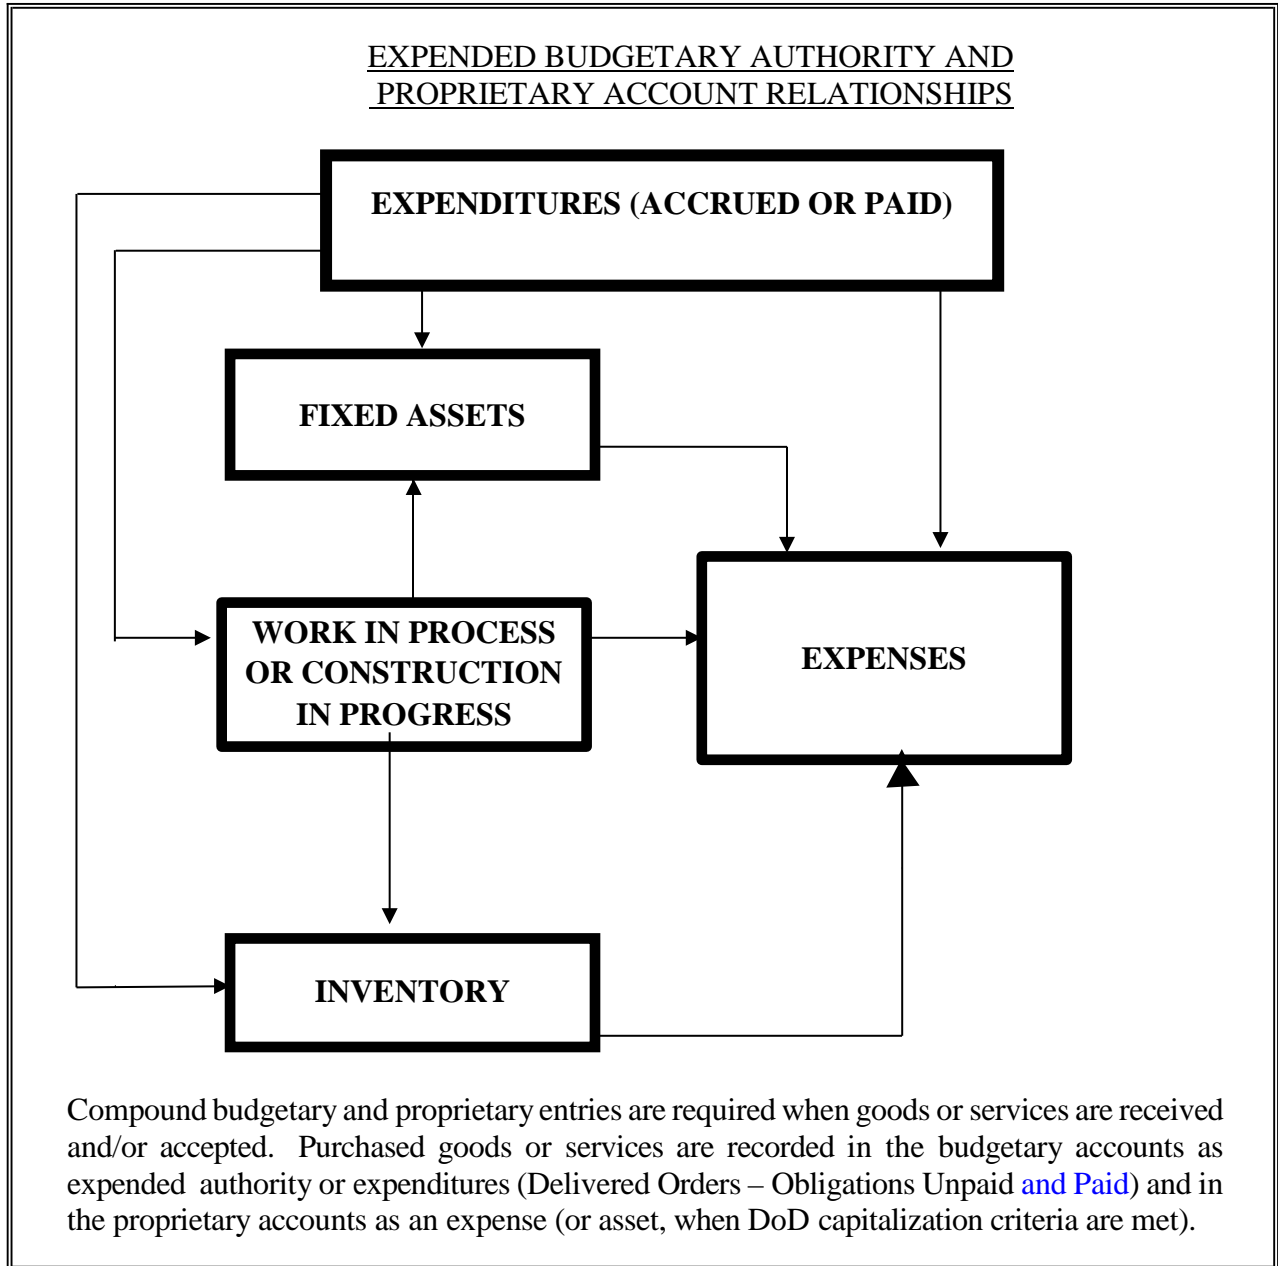 EXPENDED BUDGETARY AUTHORITY AND
PROPRIETARY ACCOUNT RELATIONSHIPS
EXPENDITURES (ACCRUED OR PAID)
FIXED ASSETS
WORK IN PROCESS
OR CONSTRUCTION
IN PROGRESS
EXPENSES
INVENTORY
Compound budgetary and proprietary entries are required when goods or services are received
and/or accepted. Purchased goods or services are recorded in the budgetary accounts as
expended authority or expenditures (Delivered Orders – Obligations Unpaid and Paid) and in
the proprietary accounts as an expense (or asset, when DoD capitalization criteria are met).